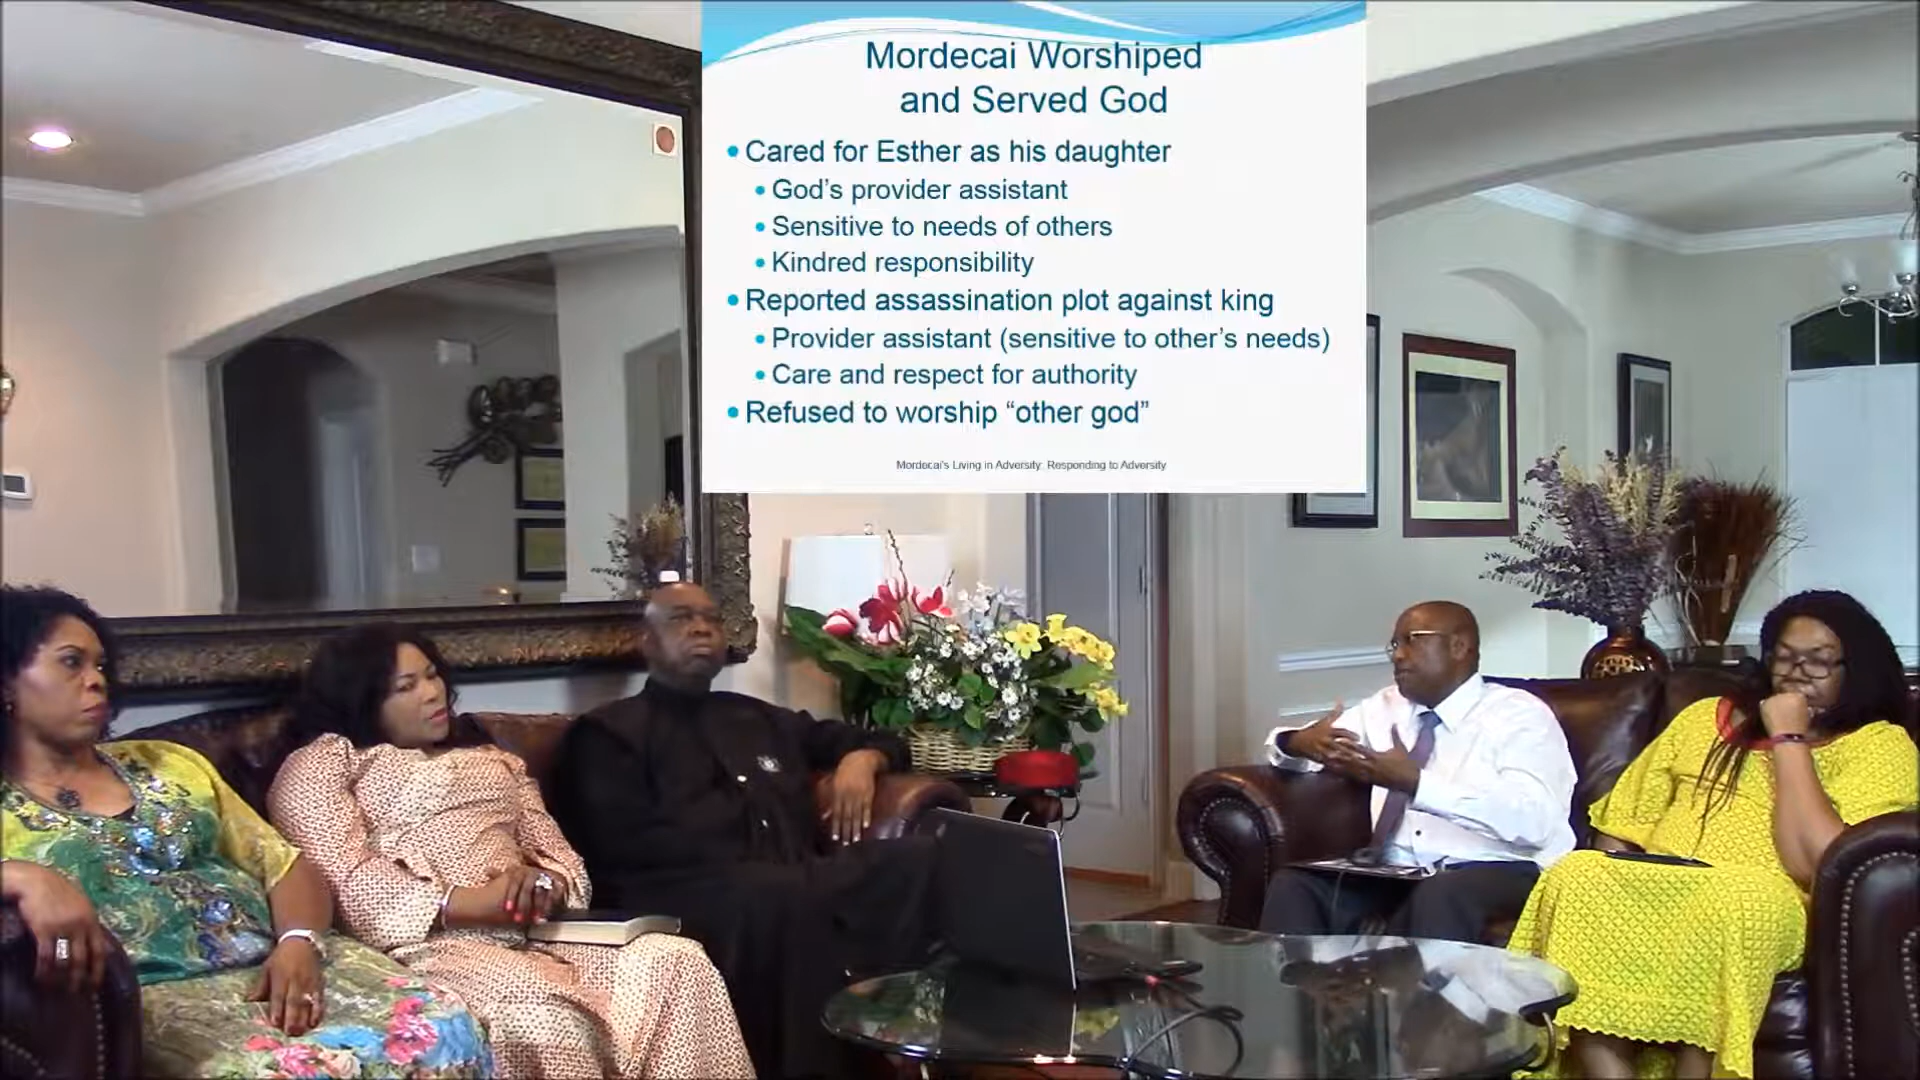 Mordecai Worshiped
and Served God
• Cared for Esther as his daughter
• God’s provider assistant
• Sensitive to needs of others
• Kindred responsibility
• Reported assassination plot against king
• Provider assistant (sensitive to other’s needs)
• Care and respect for authority
• Refused to worship “other god”
Mordecai's Living in Adversity: Responding to Adversity